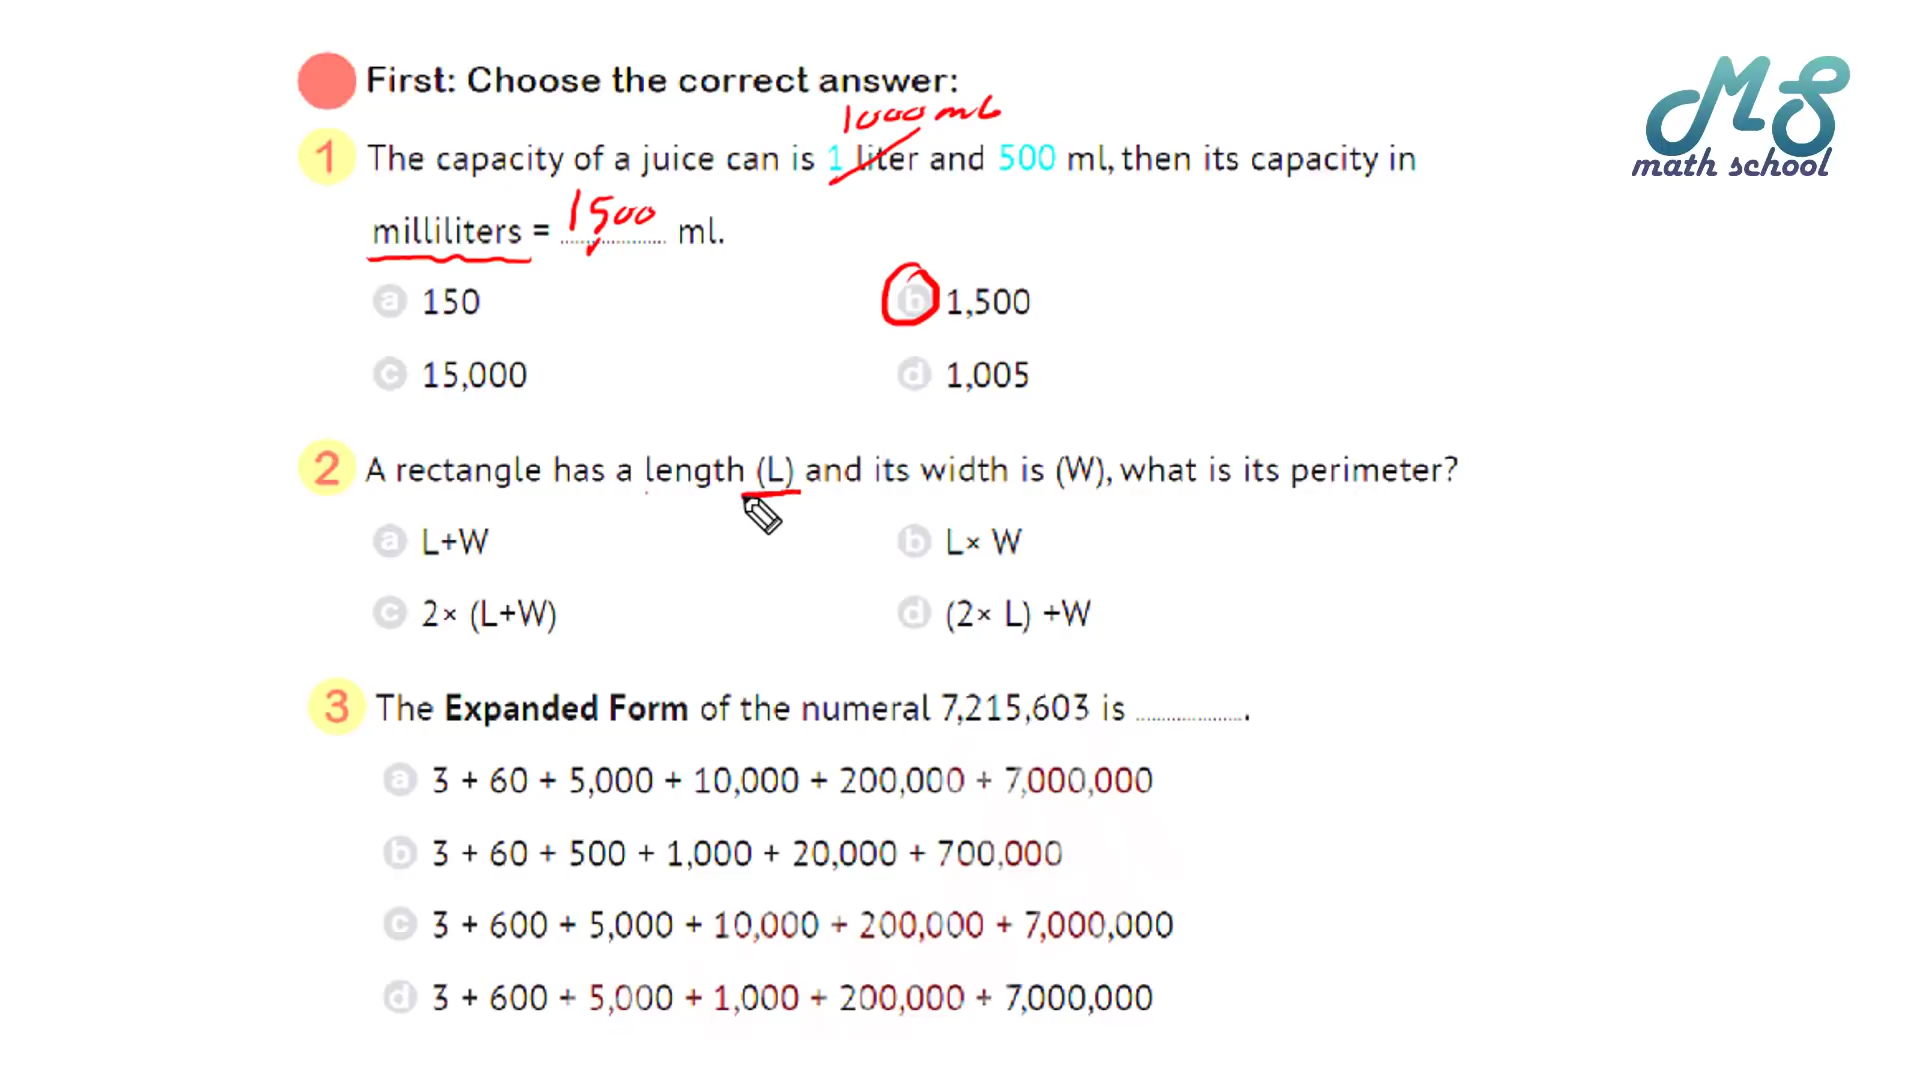 First: Choose the correct answer:
1000 ml
1 The capacity of a juice can is 1 liter and 500 ml, then its capacity in
milliliters = 1500 ml.
a 150
b 1,500
c 15,000
d 1,005
2 A rectangle has a length (L) and its width is (W), what is its perimeter?
a L+W
b L× W
c 2× (L+W)
d (2× L) +W
3 The Expanded Form of the numeral 7,215,603 is ....................
a 3 + 60 + 5,000 + 10,000 + 200,000 + 7,000,000
b 3 + 60 + 500 + 1,000 + 20,000 + 700,000
c 3 + 600 + 5,000 + 10,000 + 200,000 + 7,000,000
d 3 + 600 + 5,000 + 1,000 + 200,000 + 7,000,000
MS
math school